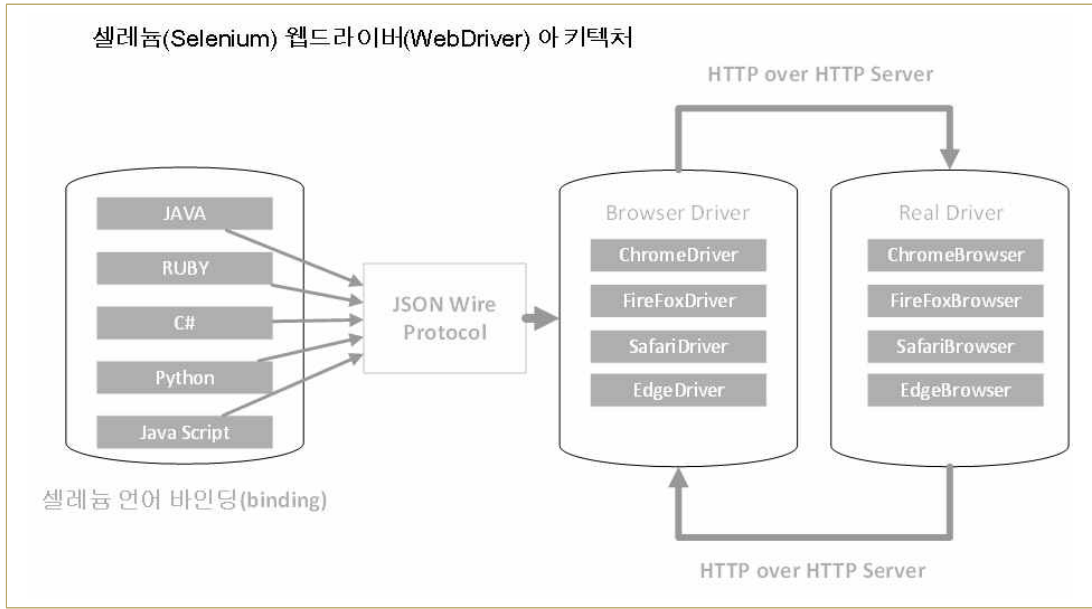 셀레늄(Selenium) 웹드라이버(WebDriver) 아키텍처
HTTP over HTTP Server
JAVA
RUBY
C#
Python
Java Script
셀레늄 언어 바인딩(binding)
JSON Wire
Protocol
Browser Driver
ChromeDriver
FireFoxDriver
SafariDriver
EdgeDriver
Real Driver
ChromeBrowser
FireFoxBrowser
SafariBrowser
EdgeBrowser
HTTP over HTTP Server